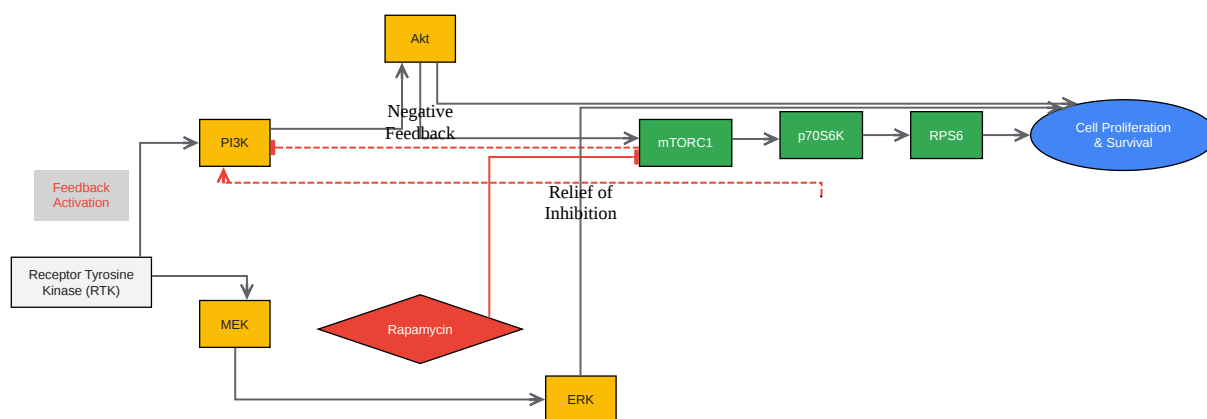 Akt
Negative
Feedback
PI3K
mTORC1
p70S6K
RPS6
Cell Proliferation
& Survival
Feedback
Activation
Relief of
Inhibition
Receptor Tyrosine
Kinase (RTK)
MEK
Rapamycin
ERK